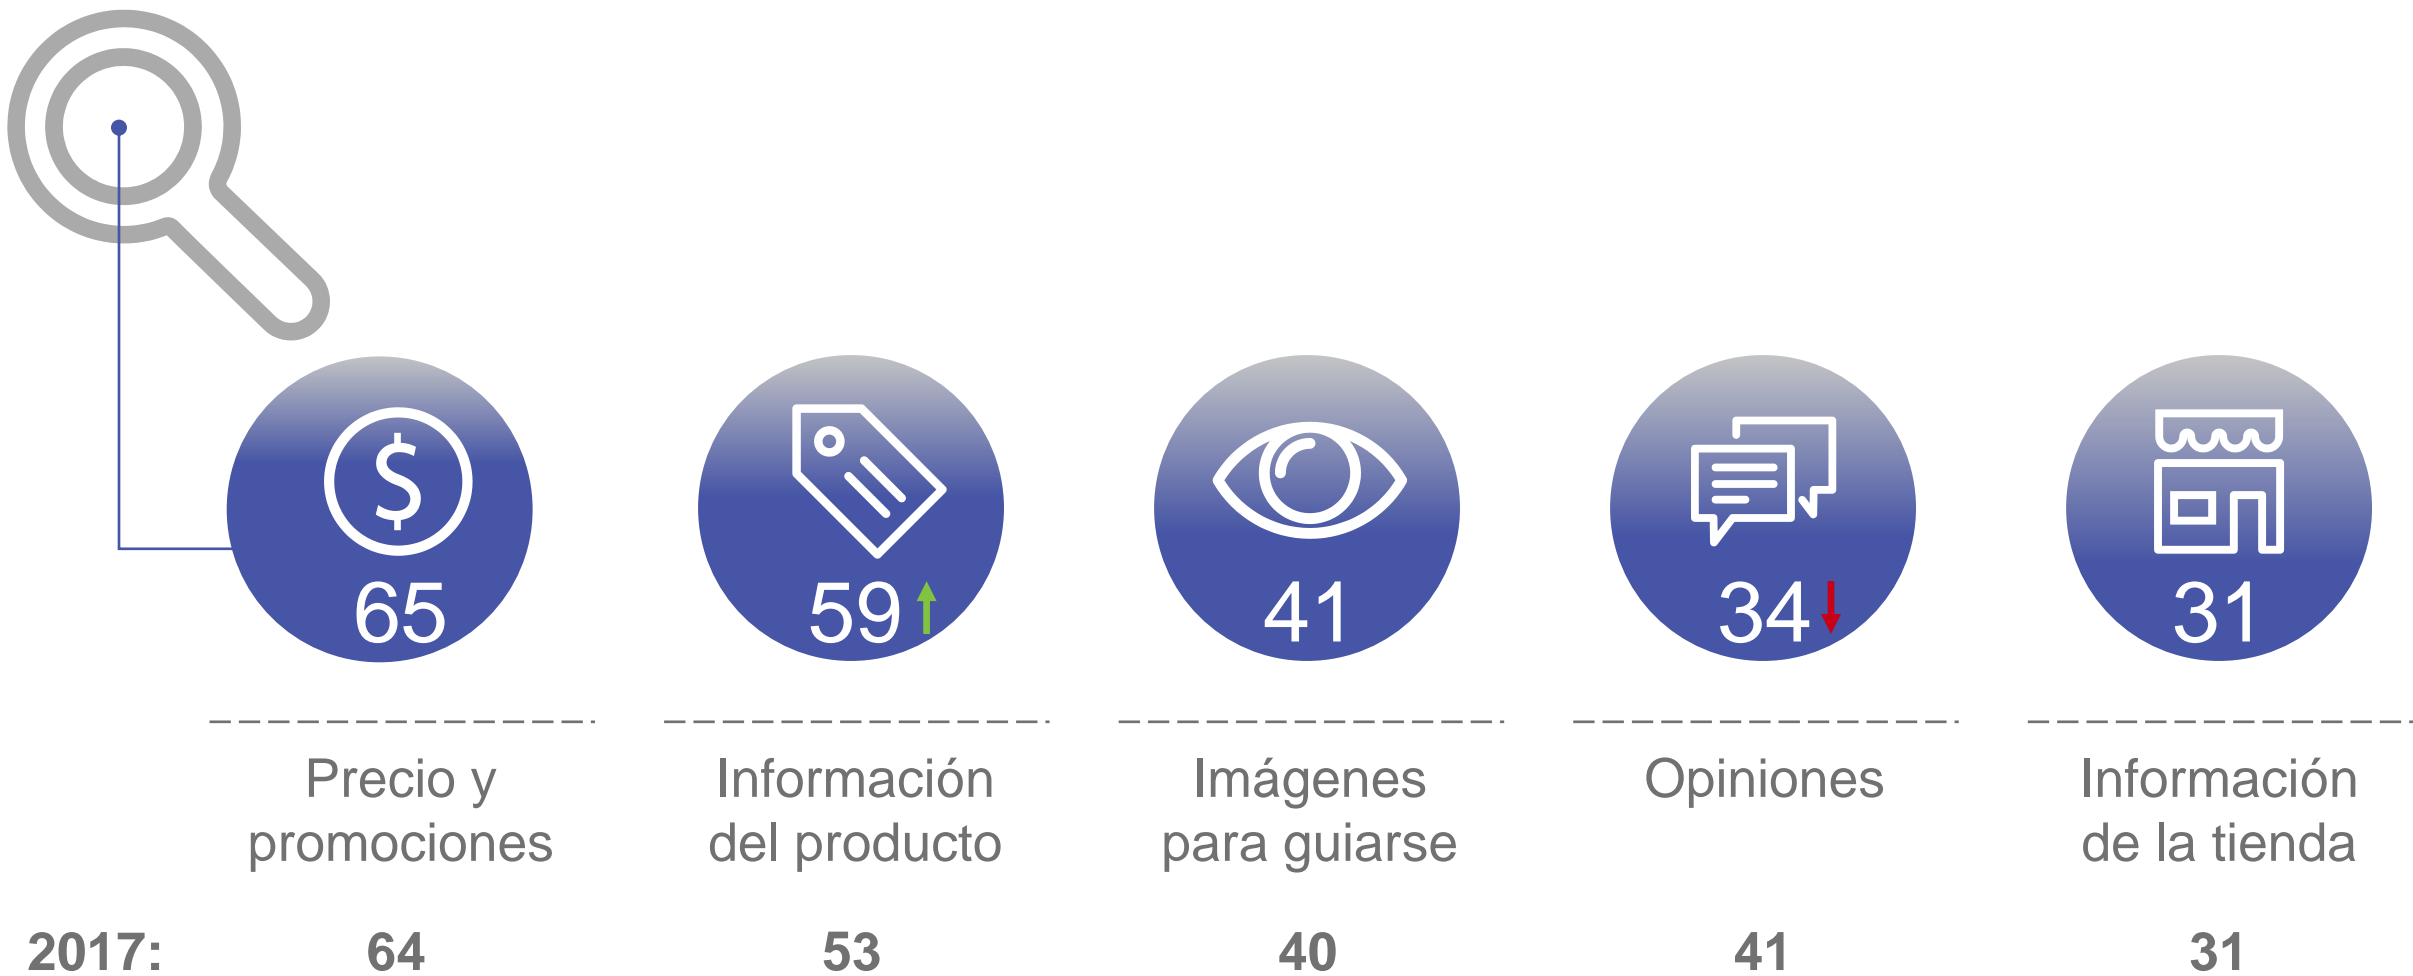 $
65
59
41
34
31
Precio y
promociones
Información
del producto
Imágenes
para guiarse
Opiniones
Información
de la tienda
2017: 64 53 40 41 31